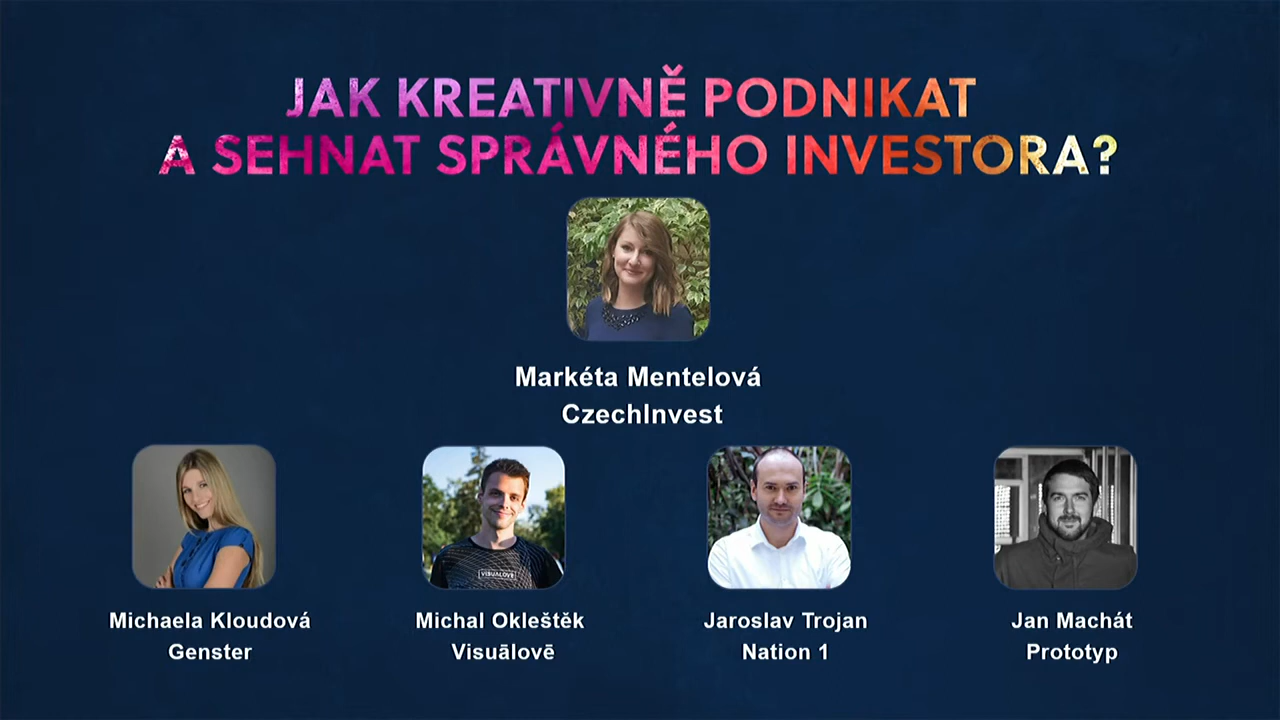 JAK KREATIVNĚ PODNIKAT
A SEHNAT SPRÁVNÉHO INVESTORA?
Markéta Mentelová
CzechInvest
VISUALOVE
Michaela Kloudová
Genster
Michal Okleštěk
Visuālovē
Jaroslav Trojan
Nation 1
Jan Machát
Prototyp